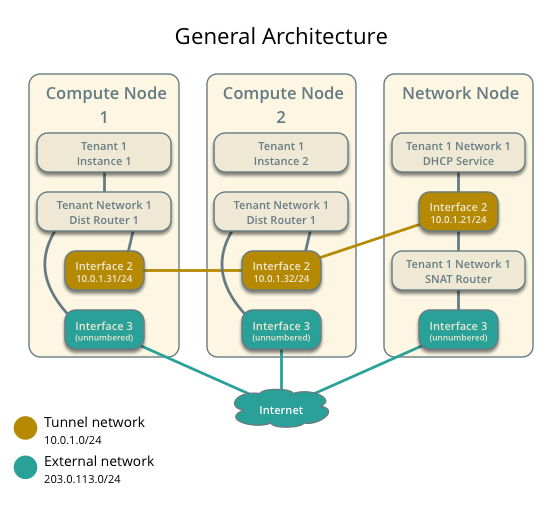 General Architecture
Compute Node
1
Tenant 1
Instance 1
Tenant Network 1
Dist Router 1
Interface 2
10.0.1.31/24
Interface 3
(unnumbered)
Compute Node
2
Tenant 1
Instance 2
Tenant Network 1
Dist Router 1
Interface 2
10.0.1.32/24
Interface 3
(unnumbered)
Network Node
Tenant 1 Network 1
DHCP Service
Interface 2
10.0.1.21/24
Tenant 1 Network 1
SNAT Router
Interface 3
(unnumbered)
Internet
Tunnel network
10.0.1.0/24
External network
203.0.113.0/24